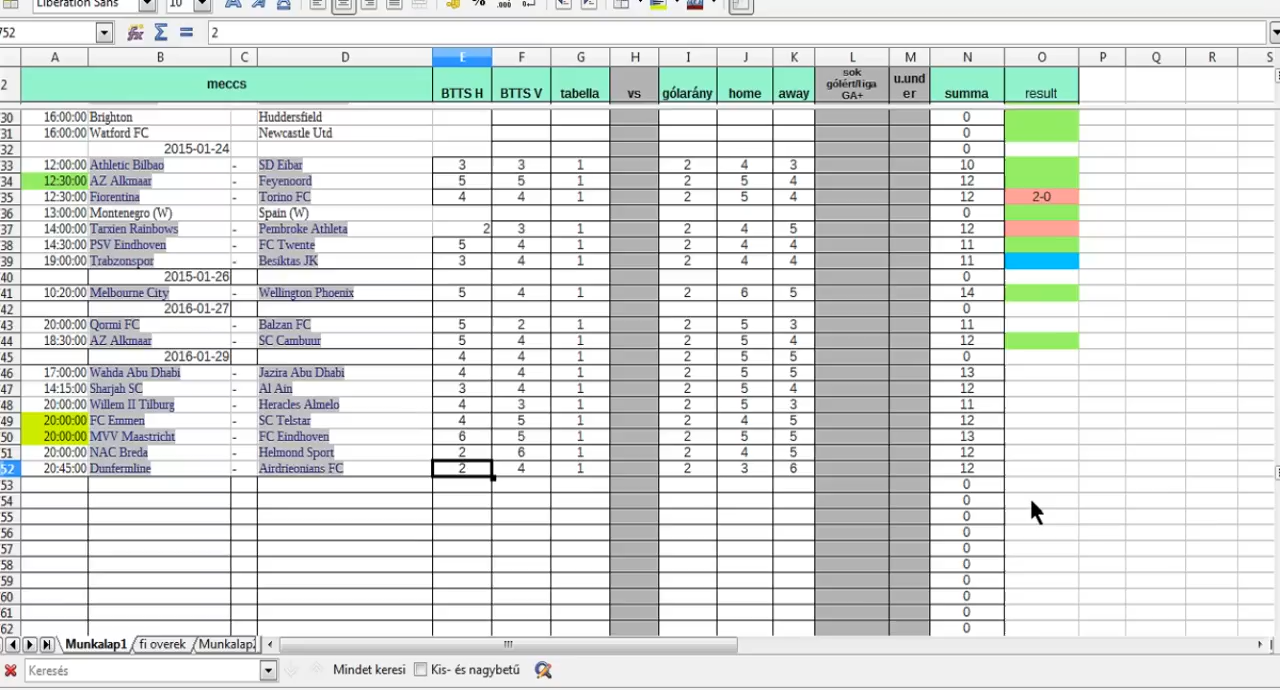 Liberation Sans 10
752 2
A B C D E F G H I J K L M N O P Q R S
2 meccs BTTS H BTTS V tabella vs gólarány home away sok gólért/liga GA+ u.und er summa result
30 16:00:00 Brighton Huddersfield 0
31 16:00:00 Watford FC Newcastle Utd 0
32 2015-01-24 0
33 12:00:00 Athletic Bilbao - SD Eibar 3 3 1 2 4 3 10
34 12:30:00 AZ Alkmaar - Feyenoord 5 5 1 2 5 4 12
35 12:30:00 Fiorentina - Torino FC 4 4 1 2 5 4 12 2-0
36 13:00:00 Montenegro (W) Spain (W) 0
37 14:00:00 Tarxien Rainbows - Pembroke Athleta 2 3 1 2 4 5 12
38 14:30:00 PSV Eindhoven - FC Twente 5 4 1 2 4 4 11
39 19:00:00 Trabzonspor - Besiktas JK 3 4 1 2 4 4 11
40 2015-01-26 0
41 10:20:00 Melbourne City - Wellington Phoenix 5 4 1 2 6 5 14
42 2016-01-27 0
43 20:00:00 Qormi FC - Balzan FC 5 2 1 2 5 3 11
44 18:30:00 AZ Alkmaar - SC Cambuur 5 4 1 2 5 4 12
45 2016-01-29 4 4 1 2 5 5 0
46 17:00:00 Wahda Abu Dhabi - Jazira Abu Dhabi 4 4 1 2 5 5 13
47 14:15:00 Sharjah SC - Al Ain 3 4 1 2 5 4 12
48 20:00:00 Willem II Tilburg - Heracles Almelo 4 3 1 2 5 3 11
49 20:00:00 FC Emmen - SC Telstar 4 5 1 2 4 5 12
50 20:00:00 MVV Maastricht - FC Eindhoven 6 5 1 2 5 5 13
51 20:00:00 NAC Breda - Helmond Sport 2 6 1 2 4 5 12
52 20:45:00 Dunfermline - Airdrieonians FC 2 4 1 2 3 6 12
53 0
54 0
55 0
56 0
57 0
58 0
59 0
60 0
61 0
62 0
Munkalap1 fi overek Munkalap2
Keresés Mindet keresi Kis- és nagybetű